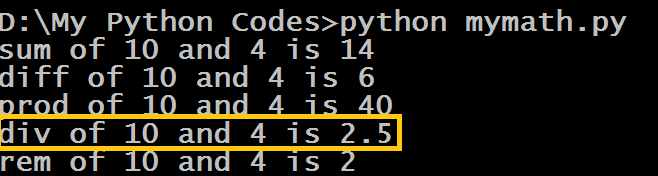 D:\My Python Codes>python mymath.py
sum of 10 and 4 is 14
diff of 10 and 4 is 6
prod of 10 and 4 is 40
div of 10 and 4 is 2.5
rem of 10 and 4 is 2